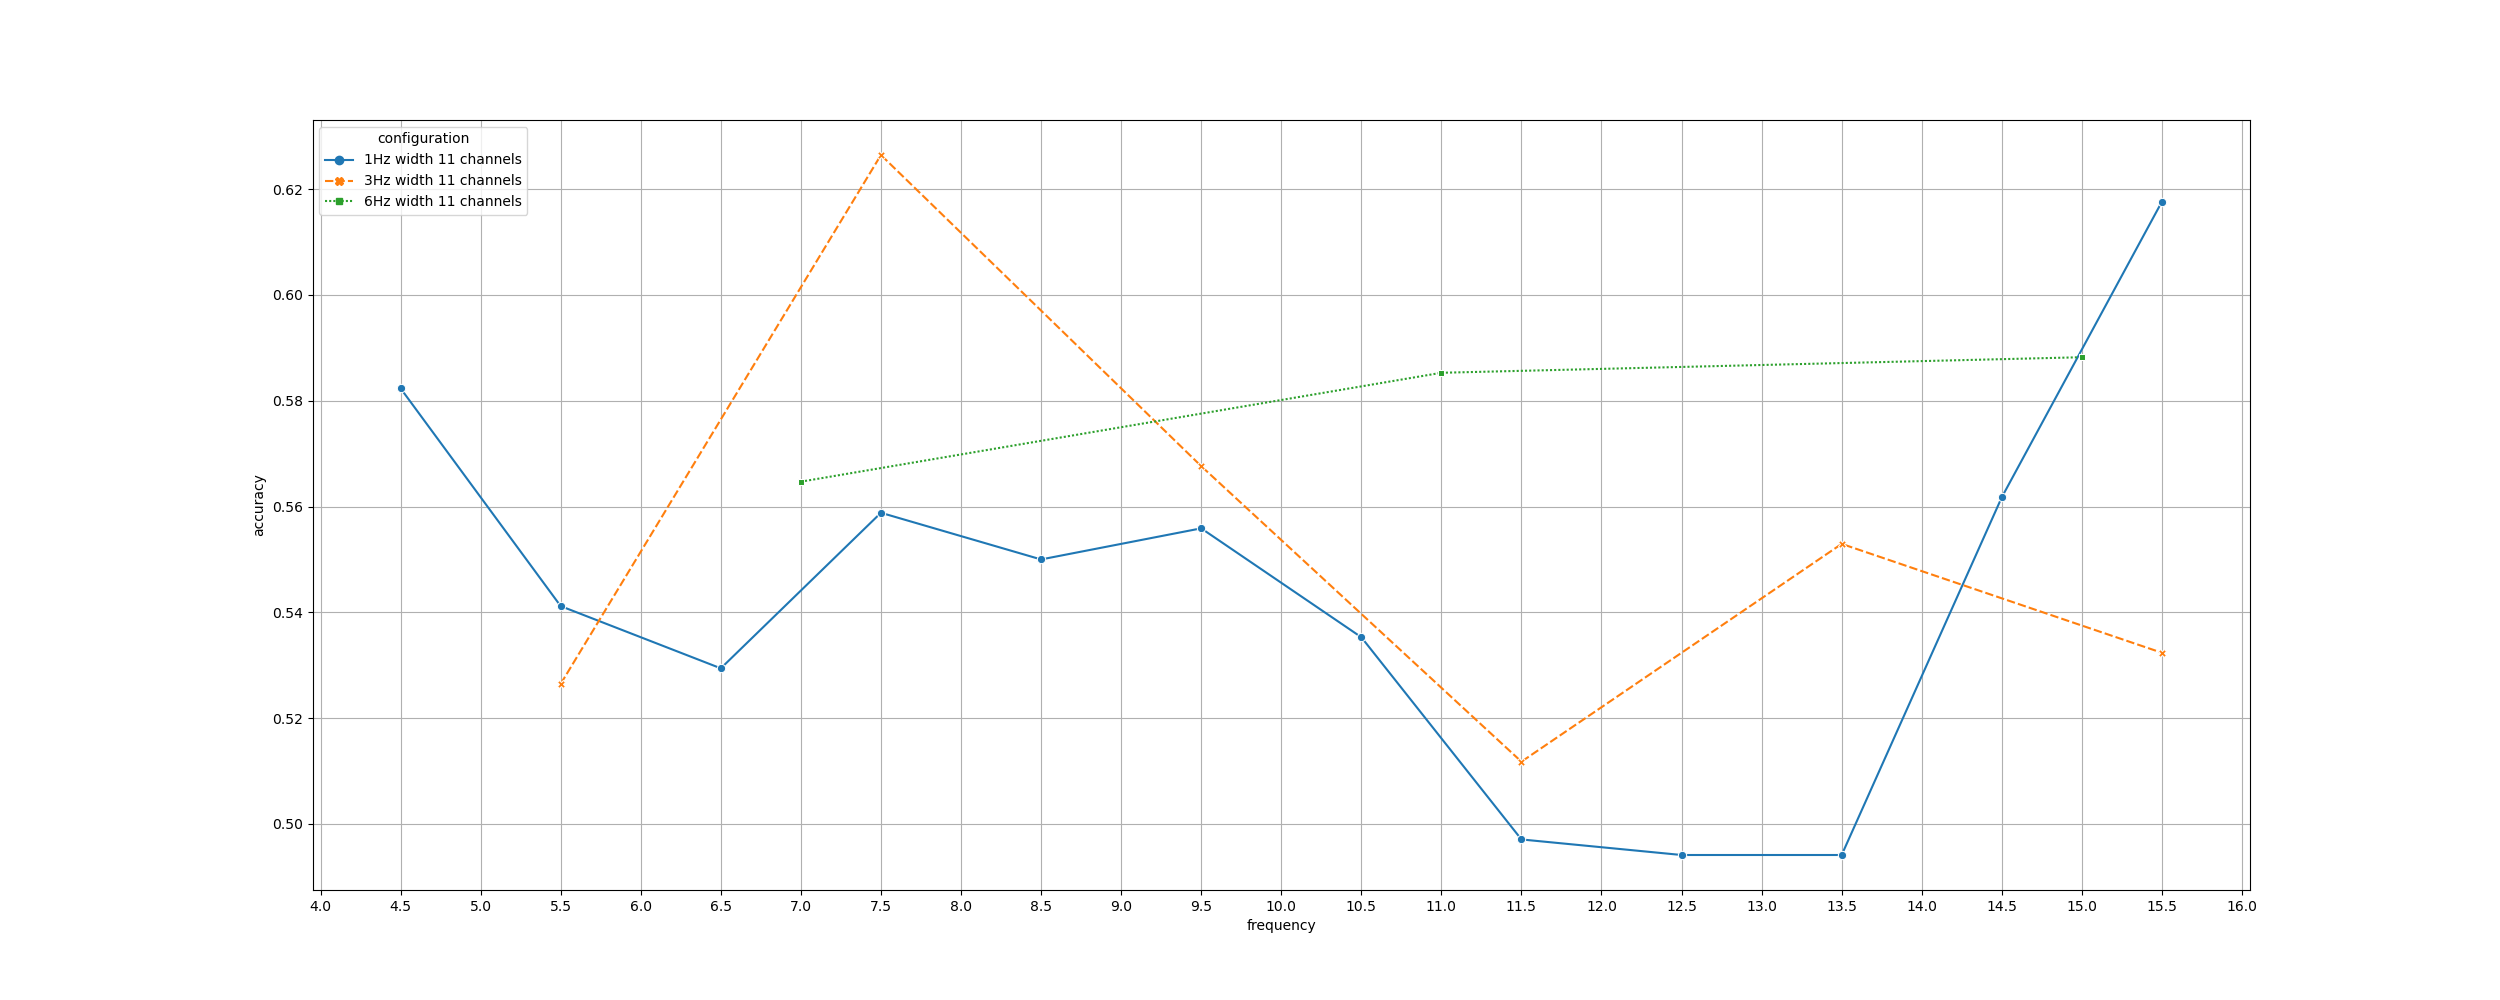 configuration
1Hz width 11 channels
3Hz width 11 channels
6Hz width 11 channels
accuracy
0.62
0.60
0.58
0.56
0.54
0.52
0.50
4.0 4.5 5.0 5.5 6.0 6.5 7.0 7.5 8.0 8.5 9.0 9.5 10.0 10.5 11.0 11.5 12.0 12.5 13.0 13.5 14.0 14.5 15.0 15.5 16.0
frequency